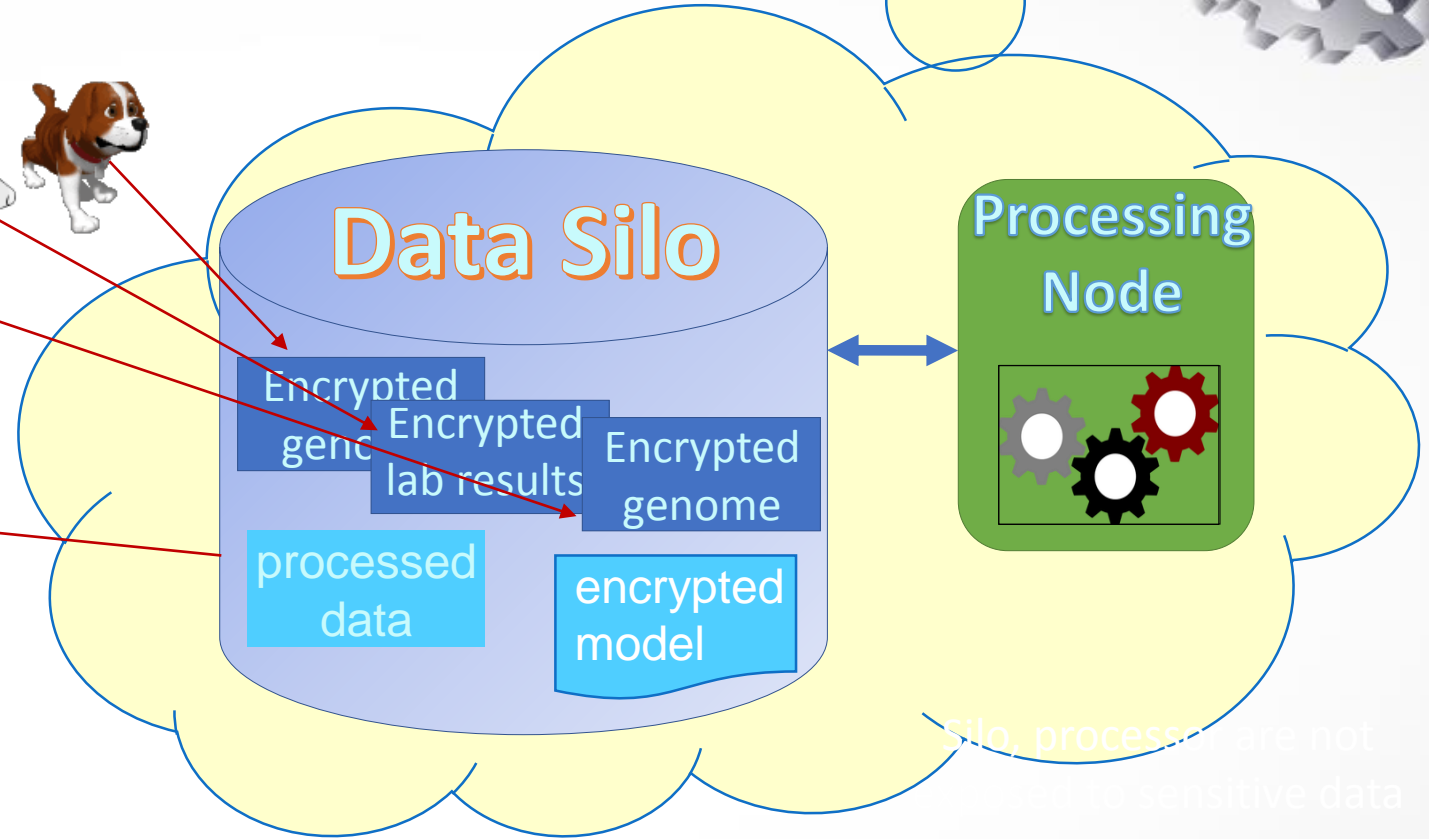 Data Silo
Processing
Node
Encrypted
genome
Encrypted
lab results
Encrypted
genome
processed
data
encrypted
model
Silo, processor are not
to sensitive data